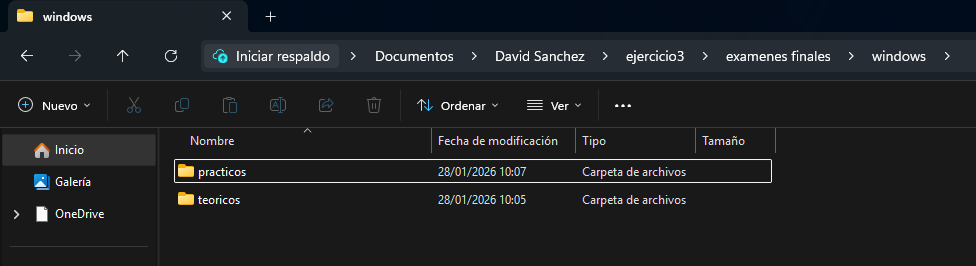 windows
Iniciar respaldo Documentos David Sanchez ejercicio3 examenes finales windows
Nuevo Ordenar Ver
Inicio
Galería
OneDrive
Nombre Fecha de modificación Tipo Tamaño
practicos 28/01/2026 10:07 Carpeta de archivos
teoricos 28/01/2026 10:05 Carpeta de archivos